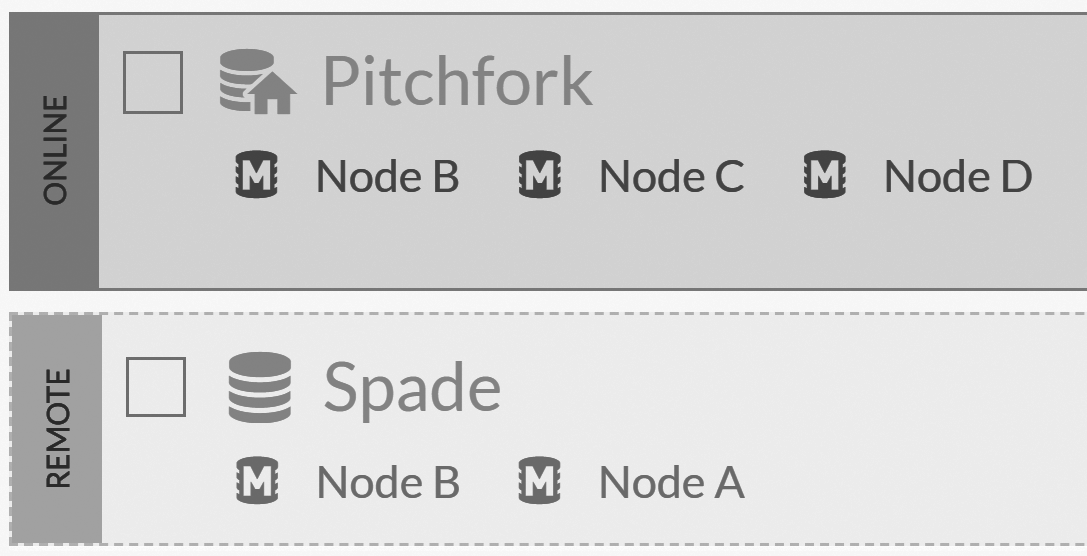 ONLINE
Pitchfork
M Node B M Node C M Node D
REMOTE
Spade
M Node B M Node A